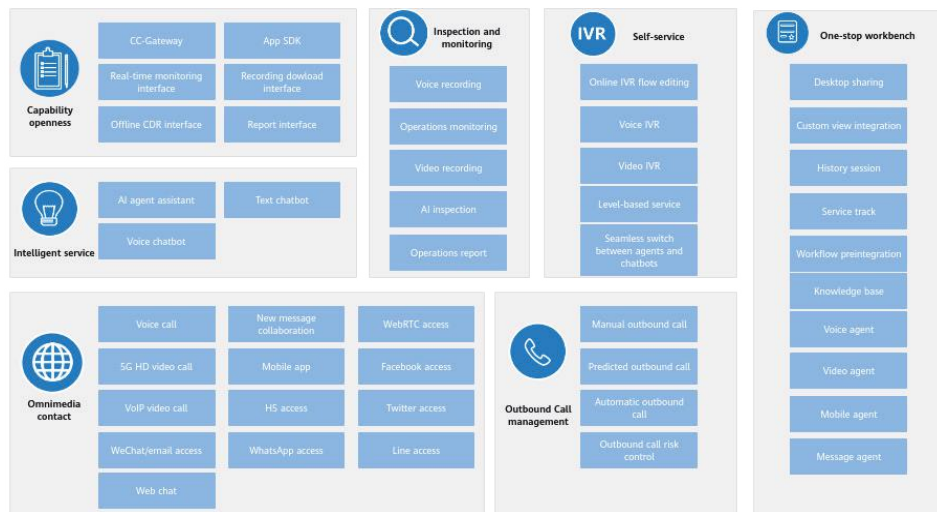 CC-Gateway
App SDK
Real-time monitoring
interface
Recording dowload
interface
Offline CDR interface
Report interface
Capability
openness
Inspection and
monitoring
Voice recording
Operations monitoring
Video recording
AI inspection
Operations report
IVR
Self-service
Online IVR flow editing
Voice IVR
Video IVR
Level-based service
Seamless switch
between agents and
chatbots
One-stop workbench
Desktop sharing
Custom view integration
History session
Service track
Workflow preintegration
Knowledge base
Voice agent
Video agent
Mobile agent
Message agent
AI agent assistant
Text chatbot
Voice chatbot
Intelligent service
Voice call
New message
collaboration
WebRTC access
5G HD video call
Mobile app
Facebook access
VoIP video call
H5 access
Twitter access
WeChat/email access
WhatsApp access
Line access
Web chat
Omnimedia
contact
Manual outbound call
Predicted outbound call
Automatic outbound
call
Outbound call risk
control
Outbound Call
management